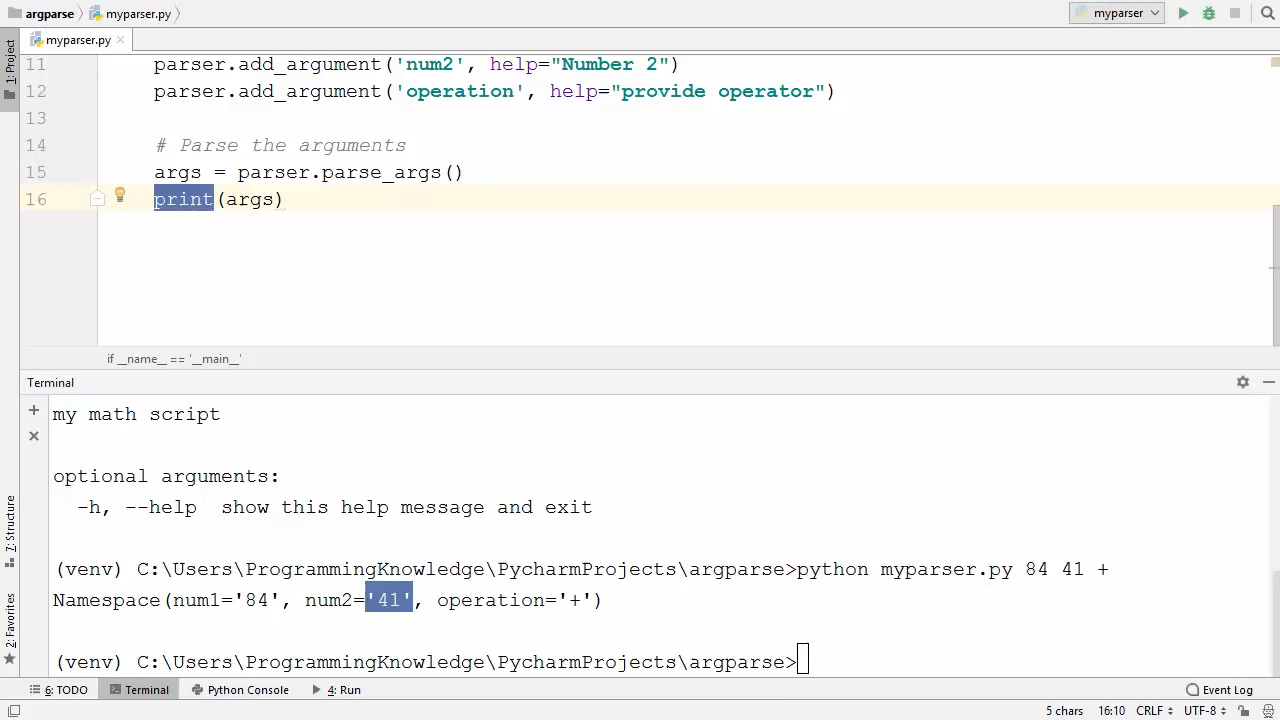 argparse myparser.py myparser
myparser.py
1: Project
11 parser.add_argument('num2', help="Number 2")
12 parser.add_argument('operation', help="provide operator")
13
14 # Parse the arguments
15 args = parser.parse_args()
16 print(args)
if __name__ == '__main__'
Terminal
my math script
optional arguments:
-h, --help show this help message and exit
(venv) C:\Users\ProgrammingKnowledge\PycharmProjects\argparse>python myparser.py 84 41 +
Namespace(num1='84', num2='41', operation='+')
(venv) C:\Users\ProgrammingKnowledge\PycharmProjects\argparse>
7: Structure
2: Favorites
6: TODO Terminal Python Console 4: Run Event Log
5 chars 16:10 CRLF UTF-8